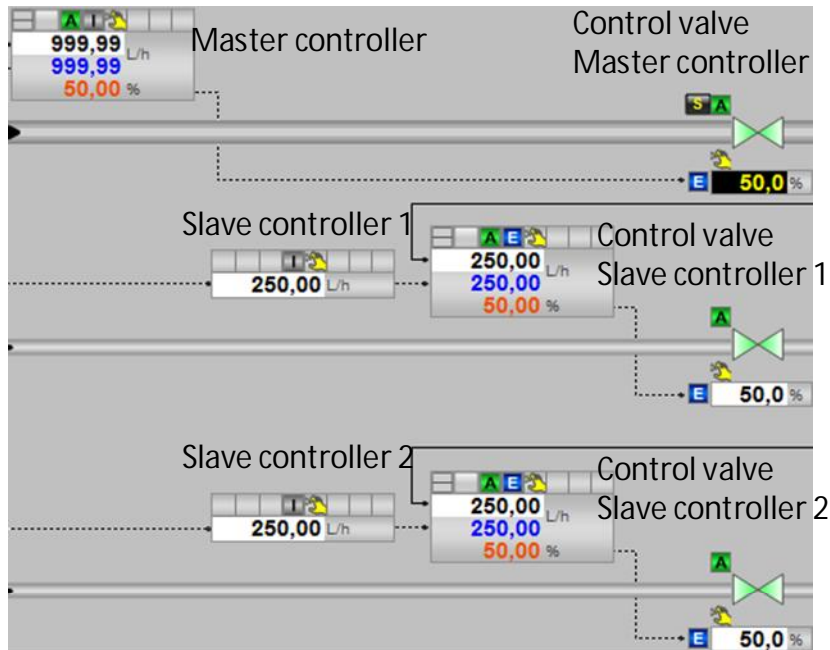 A I
999,99 L/h
999,99
50,00 %
Master controller
Control valve
Master controller
S A
E 50,0 %
Slave controller 1
I
250,00 L/h
A E
250,00 L/h
250,00
50,00 %
Control valve
Slave controller 1
A
E 50,0 %
Slave controller 2
I
250,00 L/h
A E
250,00 L/h
250,00
50,00 %
Control valve
Slave controller 2
A
E 50,0 %